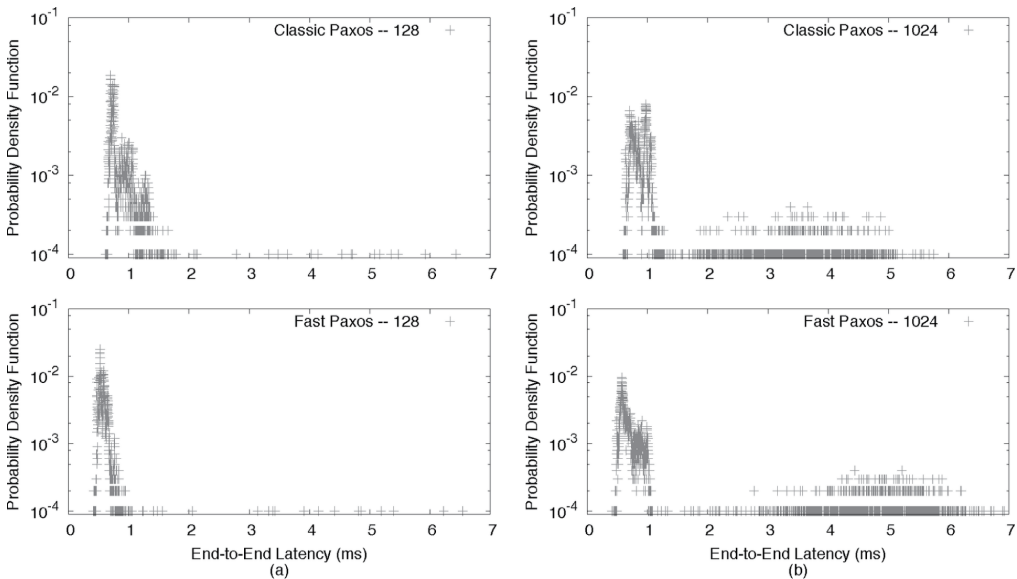 10-1
Classic Paxos -- 128
10-2
10-3
10-4
Probability Density Function
0 1 2 3 4 5 6 7
10-1
Classic Paxos -- 1024
10-2
10-3
10-4
Probability Density Function
0 1 2 3 4 5 6 7
10-1
Fast Paxos -- 128
10-2
10-3
10-4
Probability Density Function
0 1 2 3 4 5 6 7
End-to-End Latency (ms)
(a)
10-1
Fast Paxos -- 1024
10-2
10-3
10-4
Probability Density Function
0 1 2 3 4 5 6 7
End-to-End Latency (ms)
(b)